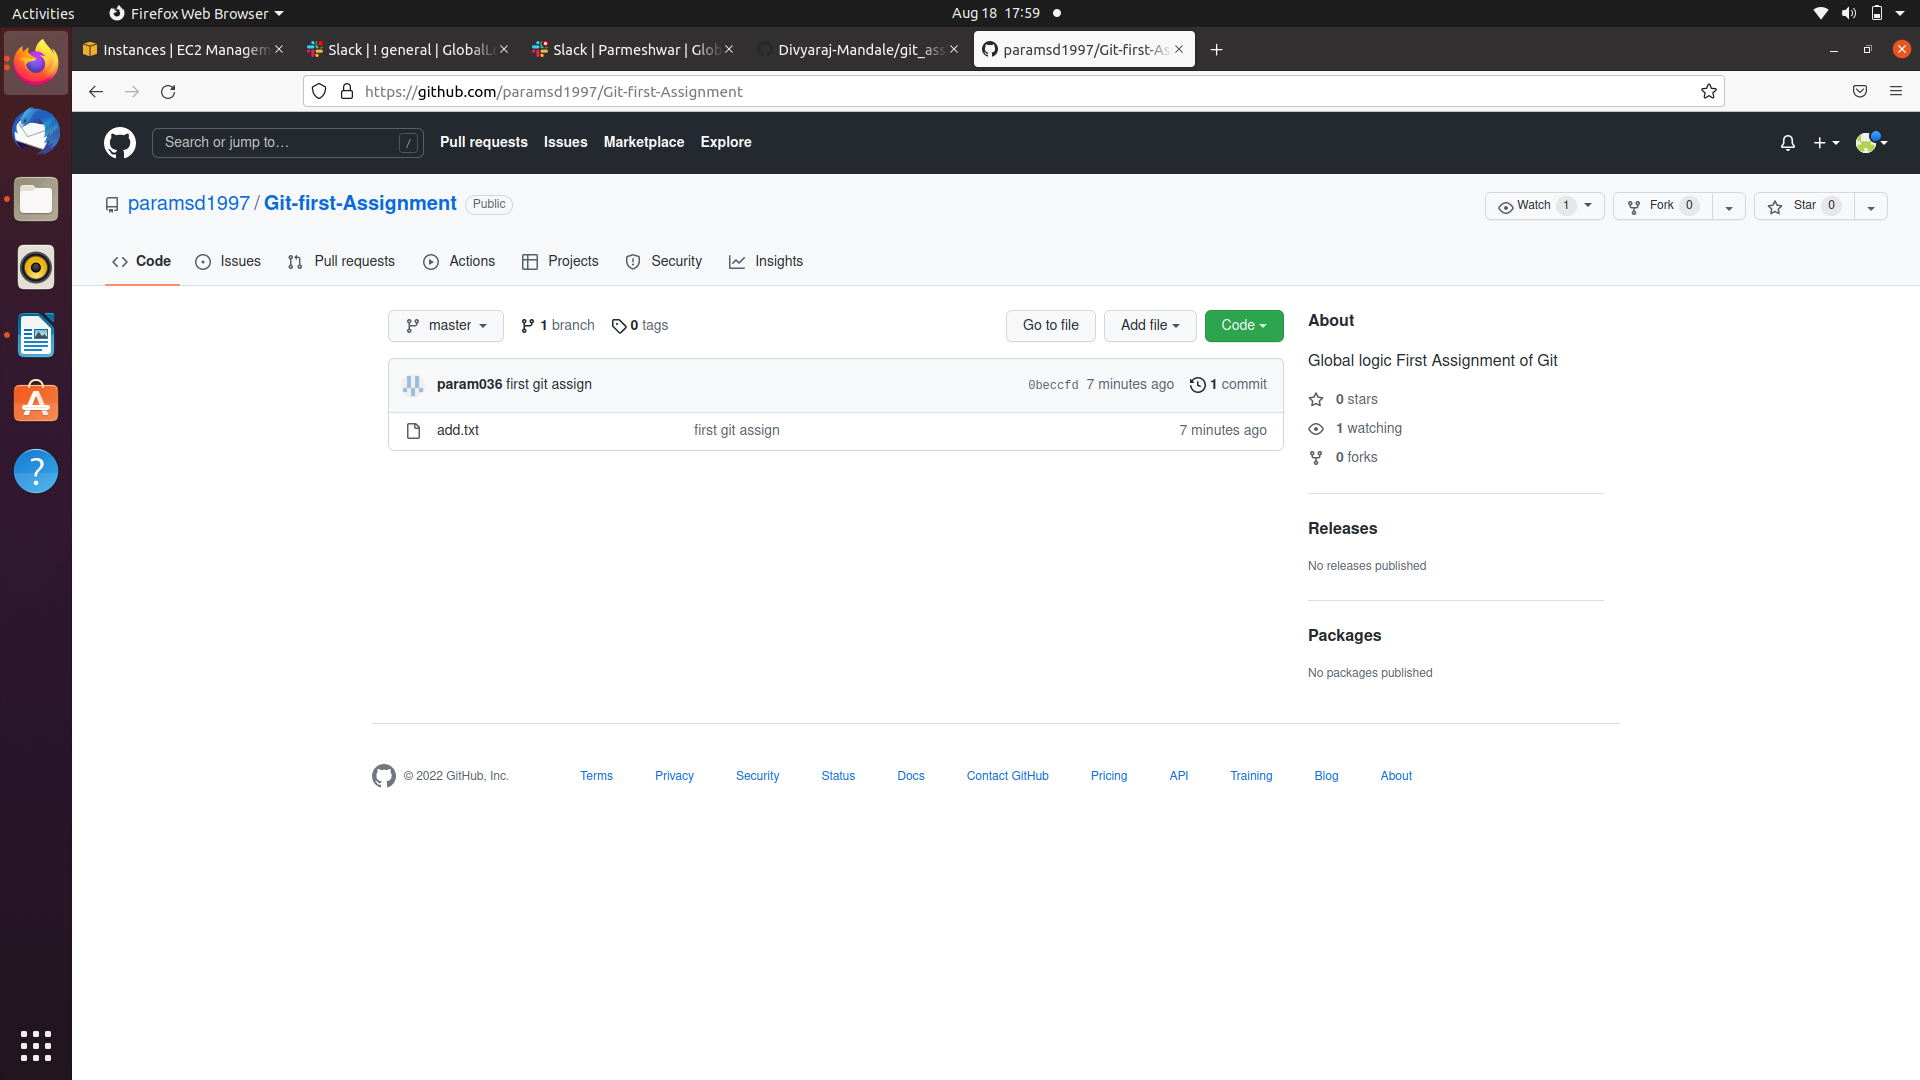 Activities Firefox Web Browser Aug 18 17:59
Instances | EC2 Managem Slack | ! general | GlobalL Slack | Parmeshwar | Glob Divyaraj-Mandale/git_ass paramsd1997/Git-first-As
https://github.com/paramsd1997/Git-first-Assignment
Search or jump to… / Pull requests Issues Marketplace Explore
paramsd1997 / Git-first-Assignment Public Watch 1 Fork 0 Star 0
Code Issues Pull requests Actions Projects Security Insights
master 1 branch 0 tags Go to file Add file Code
param036 first git assign 0beccfd 7 minutes ago 1 commit
add.txt first git assign 7 minutes ago
About
Global logic First Assignment of Git
0 stars
1 watching
0 forks
Releases
No releases published
Packages
No packages published
© 2022 GitHub, Inc. Terms Privacy Security Status Docs Contact GitHub Pricing API Training Blog About